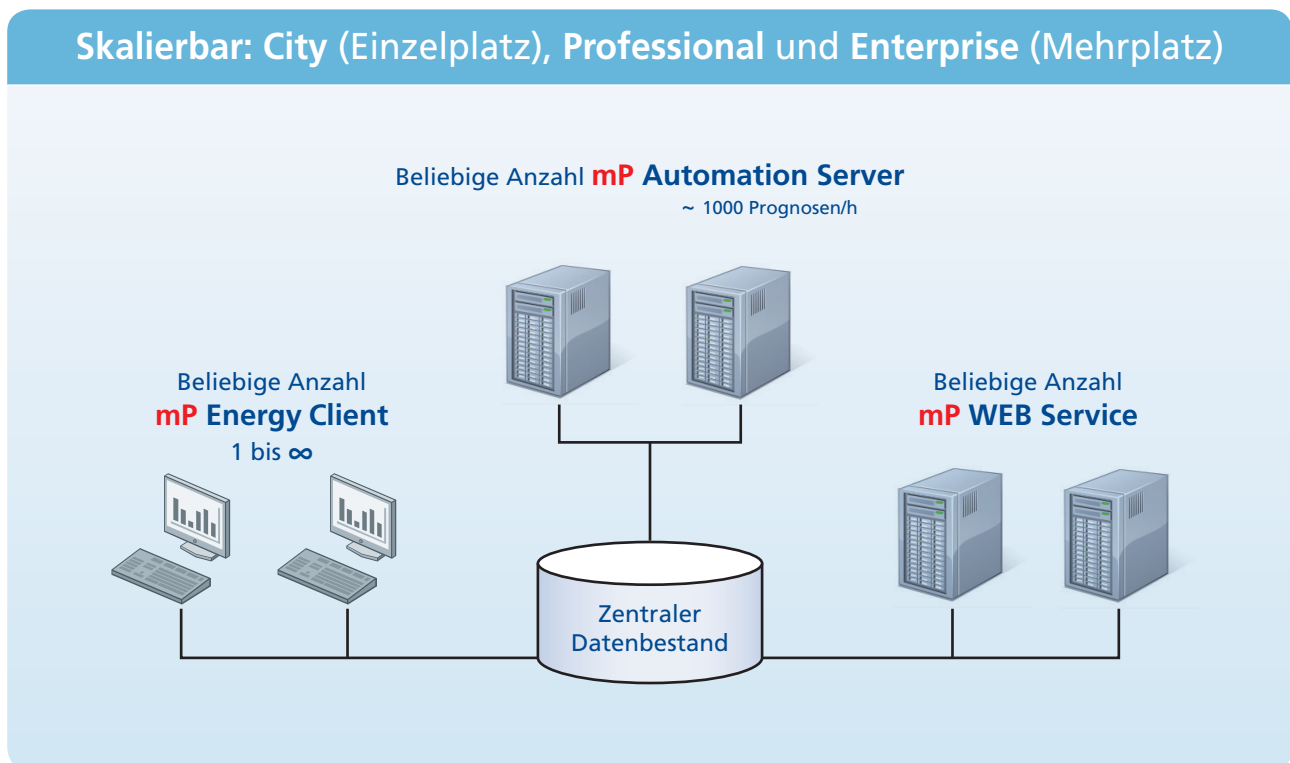 Skalierbar: City (Einzelplatz), Professional und Enterprise (Mehrplatz)
Beliebige Anzahl mP Automation Server
~ 1000 Prognosen/h
Beliebige Anzahl
mP Energy Client
1 bis ∞
Beliebige Anzahl
mP WEB Service
Zentraler
Datenbestand